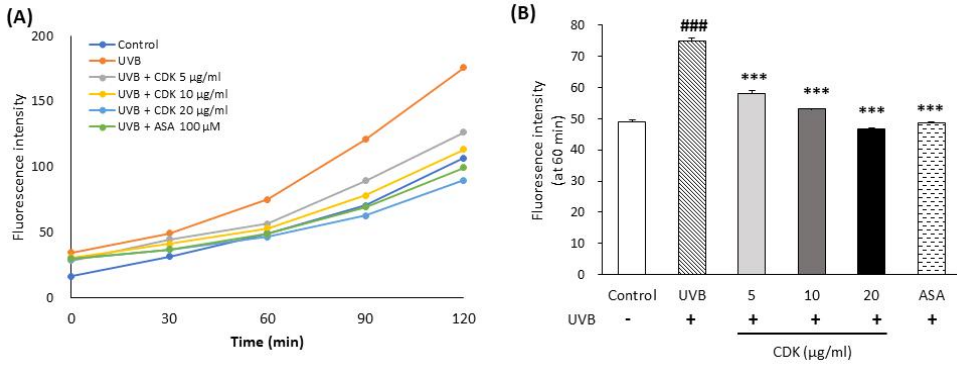 (A)
Fluorescence intensity
200
150
100
50
0
Control
UVB
UVB + CDK 5 µg/ml
UVB + CDK 10 µg/ml
UVB + CDK 20 µg/ml
UVB + ASA 100 µM
0 30 60 90 120
Time (min)
(B)
Fluorescence intensity
(at 60 min)
90
80
70
60
50
40
30
20
10
0
###
***
***
***
***
Control UVB 5 10 20 ASA
UVB - + + + + +
CDK (µg/ml)